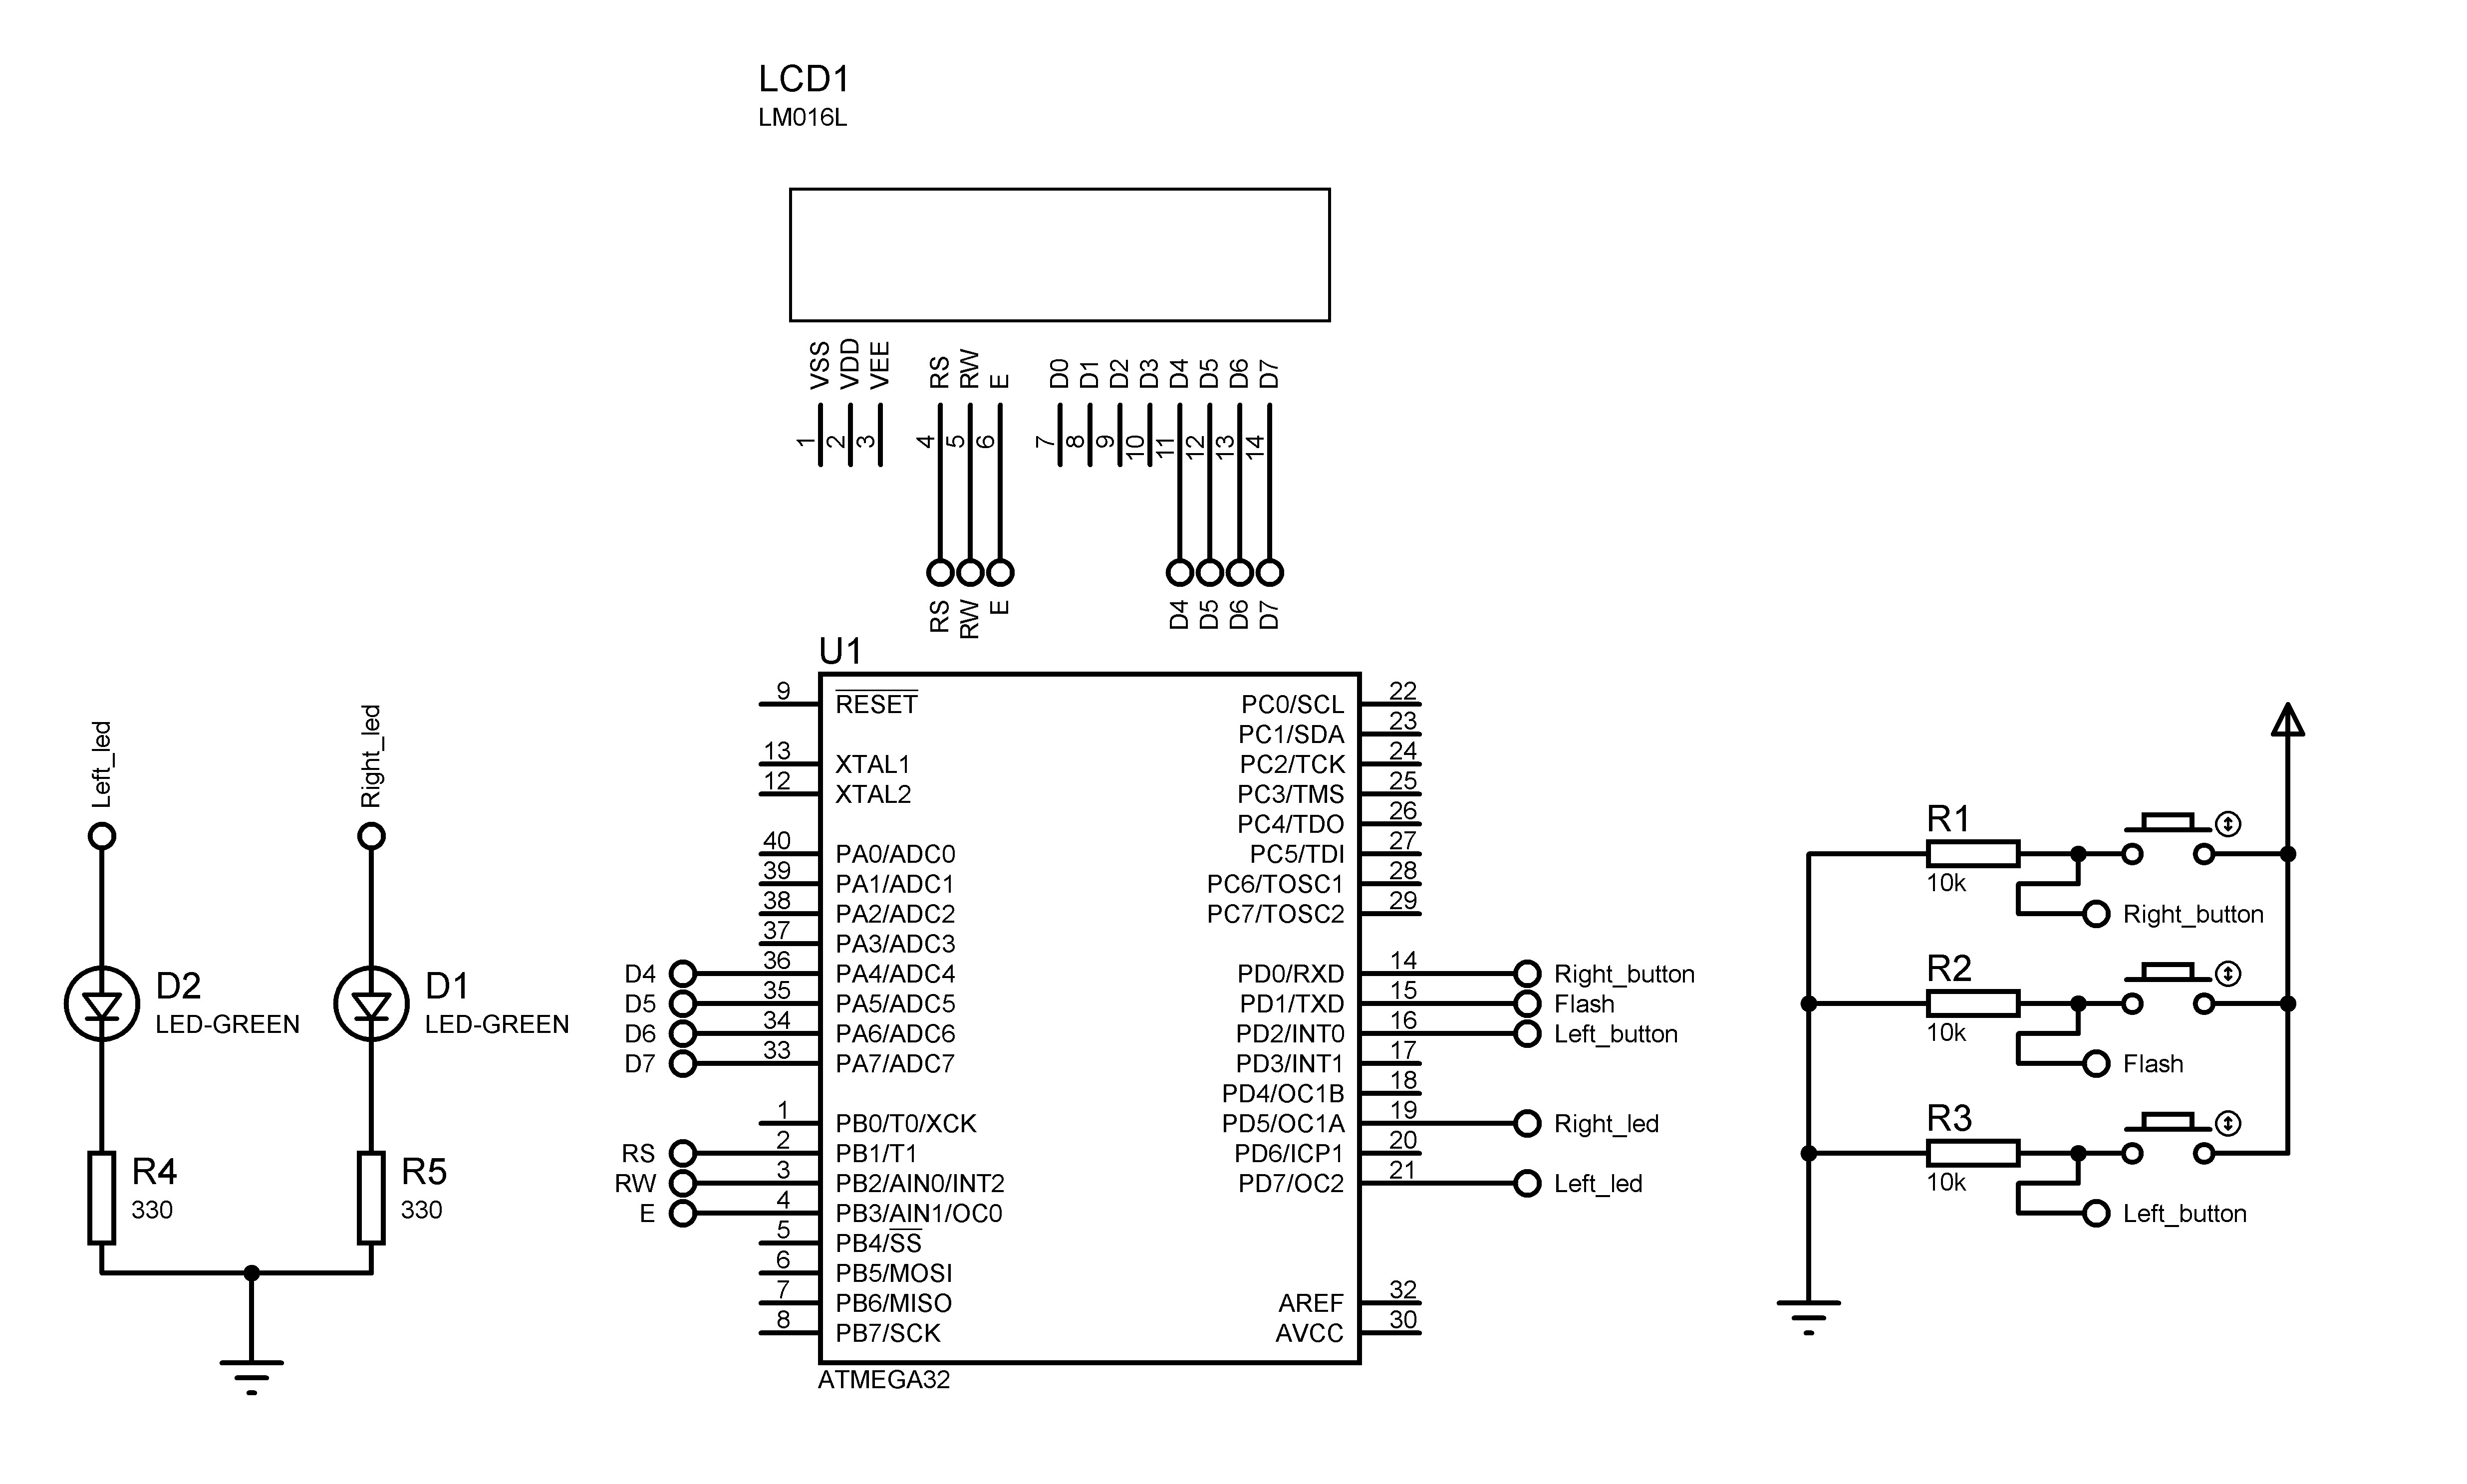 LCD1
LM016L
VSS
VDD
VEE
RS
RW
E
D0
D1
D2
D3
D4
D5
D6
D7
1
2
3
4
5
6
7
8
9
10
11
12
13
14
RS
RW
E
D4
D5
D6
D7
Left_led
Right_led
D2
LED-GREEN
D1
LED-GREEN
R4
330
R5
330
U1
9 RESET
13 XTAL1
12 XTAL2
40 PA0/ADC0
39 PA1/ADC1
38 PA2/ADC2
37 PA3/ADC3
D4 36 PA4/ADC4
D5 35 PA5/ADC5
D6 34 PA6/ADC6
D7 33 PA7/ADC7
1 PB0/T0/XCK
RS 2 PB1/T1
RW 3 PB2/AIN0/INT2
E 4 PB3/AIN1/OC0
5 PB4/SS
6 PB5/MOSI
7 PB6/MISO
8 PB7/SCK
PC0/SCL 22
PC1/SDA 23
PC2/TCK 24
PC3/TMS 25
PC4/TDO 26
PC5/TDI 27
PC6/TOSC1 28
PC7/TOSC2 29
PD0/RXD 14 Right_button
PD1/TXD 15 Flash
PD2/INT0 16 Left_button
PD3/INT1 17
PD4/OC1B 18
PD5/OC1A 19 Right_led
PD6/ICP1 20
PD7/OC2 21 Left_led
AREF 32
AVCC 30
ATMEGA32
R1
10k
Right_button
R2
10k
Flash
R3
10k
Left_button